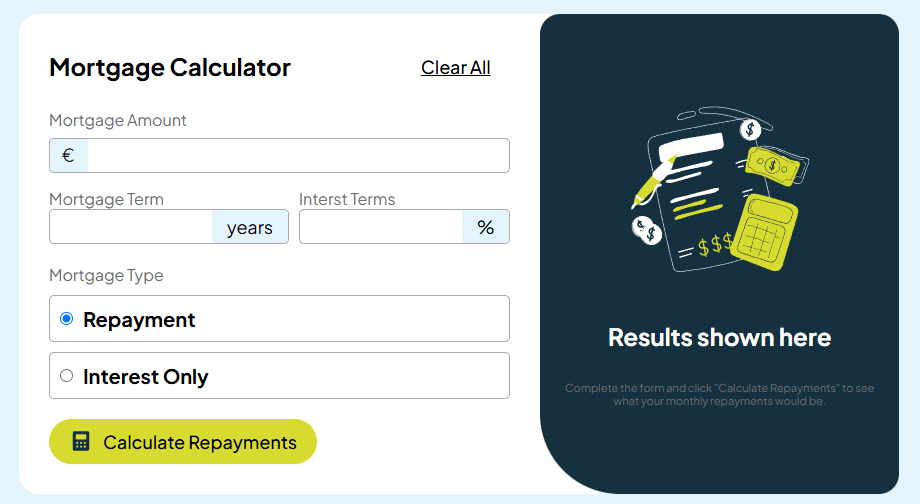 Mortgage Calculator
Clear All
Mortgage Amount
€
Mortgage Term
Interst Terms
years
%
Mortgage Type
Repayment
Interest Only
Calculate Repayments
$
$
$
$$$
Results shown here
Complete the form and click "Calculate Repayments" to see
what your monthly repayments would be.